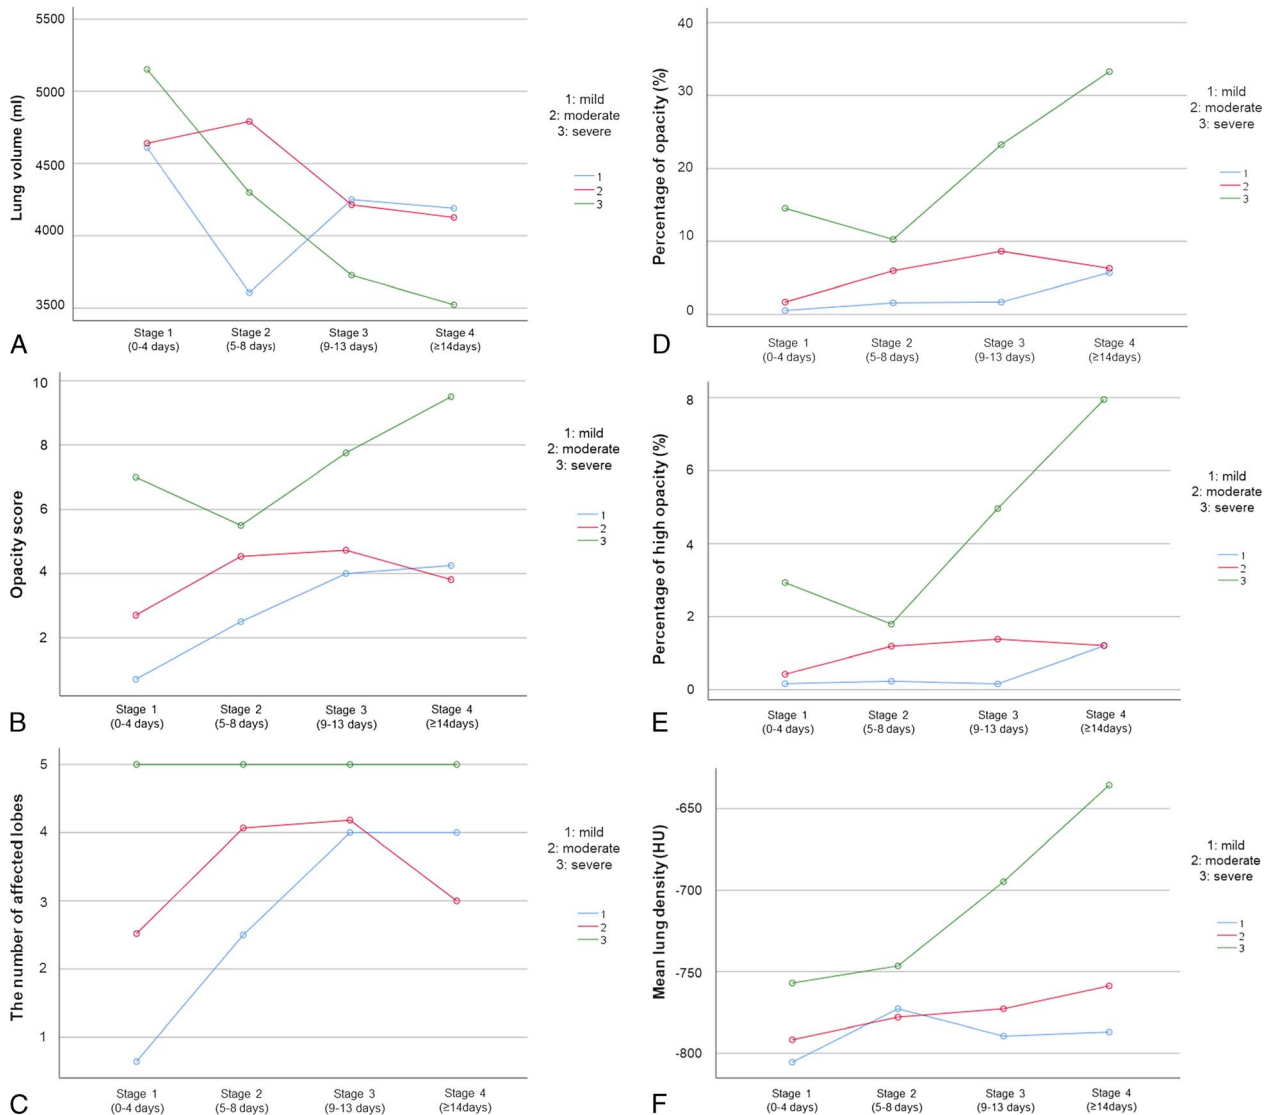 5500
5000
4500
4000
3500
Lung volume (ml)
1: mild
2: moderate
3: severe
1
2
3
Stage 1
(0-4 days)
Stage 2
(5-8 days)
Stage 3
(9-13 days)
Stage 4
(≥14days)
A
40
30
20
10
0
Percentage of opacity (%)
1: mild
2: moderate
3: severe
1
2
3
Stage 1
(0-4 days)
Stage 2
(5-8 days)
Stage 3
(9-13 days)
Stage 4
(≥14days)
D
10
8
6
4
2
Opacity score
1: mild
2: moderate
3: severe
1
2
3
Stage 1
(0-4 days)
Stage 2
(5-8 days)
Stage 3
(9-13 days)
Stage 4
(≥14days)
B
8
6
4
2
0
Percentage of high opacity (%)
1: mild
2: moderate
3: severe
1
2
3
Stage 1
(0-4 days)
Stage 2
(5-8 days)
Stage 3
(9-13 days)
Stage 4
(≥14days)
E
5
4
3
2
1
The number of affected lobes
1: mild
2: moderate
3: severe
1
2
3
Stage 1
(0-4 days)
Stage 2
(5-8 days)
Stage 3
(9-13 days)
Stage 4
(≥14days)
C
-650
-700
-750
-800
Mean lung density (HU)
1: mild
2: moderate
3: severe
1
2
3
Stage 1
(0-4 days)
Stage 2
(5-8 days)
Stage 3
(9-13 days)
Stage 4
(≥14days)
F